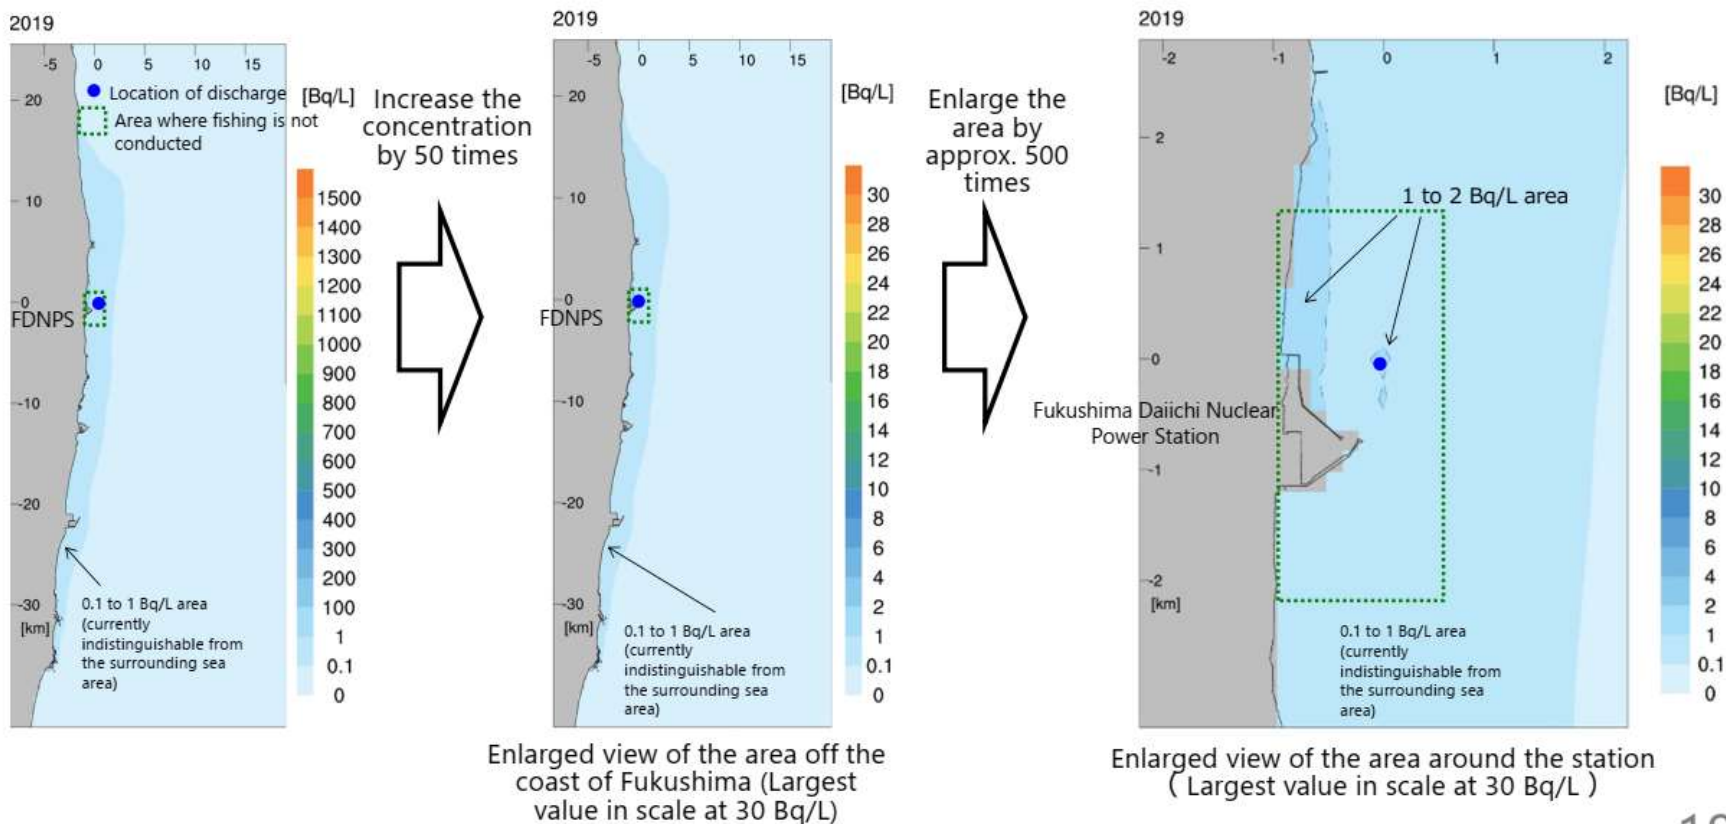 2019
-5 0 5 10 15
Location of discharge
Area where fishing is not
conducted
[Bq/L]
20
10
0
FDNPS
-10
-20
-30
[km]
0.1 to 1 Bq/L area
(currently
indistinguishable from
the surrounding sea
area)
1500
1400
1300
1200
1100
1000
900
800
700
600
500
400
300
200
100
1
0.1
0
Increase the
concentration
by 50 times
2019
-5 0 5 10 15
[Bq/L]
20
10
0
FDNPS
-10
-20
-30
[km]
0.1 to 1 Bq/L area
(currently
indistinguishable from
the surrounding sea
area)
30
28
26
24
22
20
18
16
14
12
10
8
6
4
2
1
0.1
0
Enlarged view of the area off the
coast of Fukushima (Largest
value in scale at 30 Bq/L)
Enlarge the
area by
approx. 500
times
2019
-2 -1 0 1 2
[Bq/L]
2
1
0
-1
-2
[km]
1 to 2 Bq/L area
Fukushima Daiichi Nuclear
Power Station
0.1 to 1 Bq/L area
(currently
indistinguishable from
the surrounding sea
area)
30
28
26
24
22
20
18
16
14
12
10
8
6
4
2
1
0.1
0
Enlarged view of the area around the station
( Largest value in scale at 30 Bq/L )